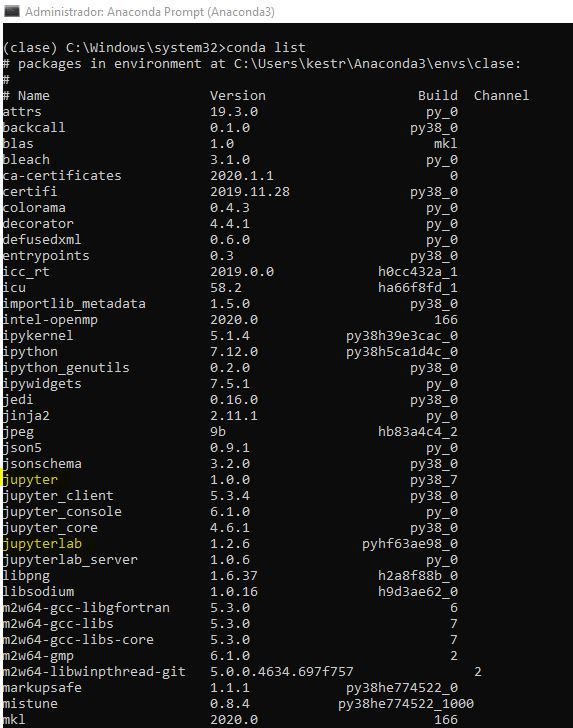 Administrador: Anaconda Prompt (Anaconda3)
(clase) C:\Windows\system32>conda list
# packages in environment at C:\Users\kestr\Anaconda3\envs\clase:
#
# Name Version Build Channel
attrs 19.3.0 py_0
backcall 0.1.0 py38_0
blas 1.0 mkl
bleach 3.1.0 py_0
ca-certificates 2020.1.1 0
certifi 2019.11.28 py38_0
colorama 0.4.3 py_0
decorator 4.4.1 py_0
defusedxml 0.6.0 py_0
entrypoints 0.3 py38_0
icc_rt 2019.0.0 h0cc432a_1
icu 58.2 ha66f8fd_1
importlib_metadata 1.5.0 py38_0
intel-openmp 2020.0 166
ipykernel 5.1.4 py38h39e3cac_0
ipython 7.12.0 py38h5ca1d4c_0
ipython_genutils 0.2.0 py38_0
ipywidgets 7.5.1 py_0
jedi 0.16.0 py38_0
jinja2 2.11.1 py_0
jpeg 9b hb83a4c4_2
json5 0.9.1 py_0
jsonschema 3.2.0 py38_0
jupyter 1.0.0 py38_7
jupyter_client 5.3.4 py38_0
jupyter_console 6.1.0 py_0
jupyter_core 4.6.1 py38_0
jupyterlab 1.2.6 pyhf63ae98_0
jupyterlab_server 1.0.6 py_0
libpng 1.6.37 h2a8f88b_0
libsodium 1.0.16 h9d3ae62_0
m2w64-gcc-libgfortran 5.3.0 6
m2w64-gcc-libs 5.3.0 7
m2w64-gcc-libs-core 5.3.0 7
m2w64-gmp 6.1.0 2
m2w64-libwinpthread-git 5.0.0.4634.697f757 2
markupsafe 1.1.1 py38he774522_0
mistune 0.8.4 py38he774522_1000
mkl 2020.0 166